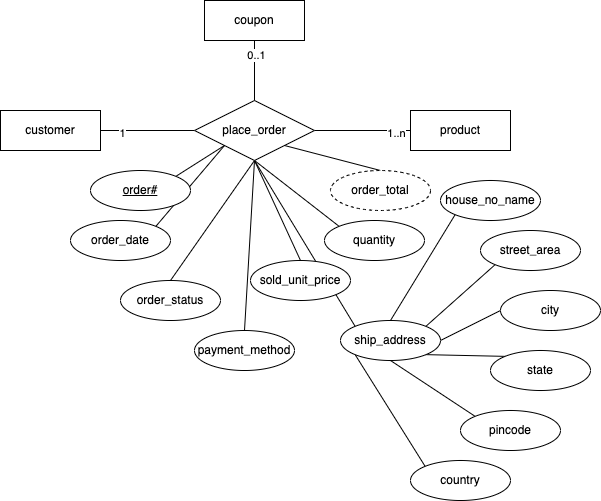 coupon
0..1
customer
1
place_order
1..n
product
order#
order_total
house_no_name
order_date
quantity
street_area
sold_unit_price
order_status
city
ship_address
payment_method
state
pincode
country